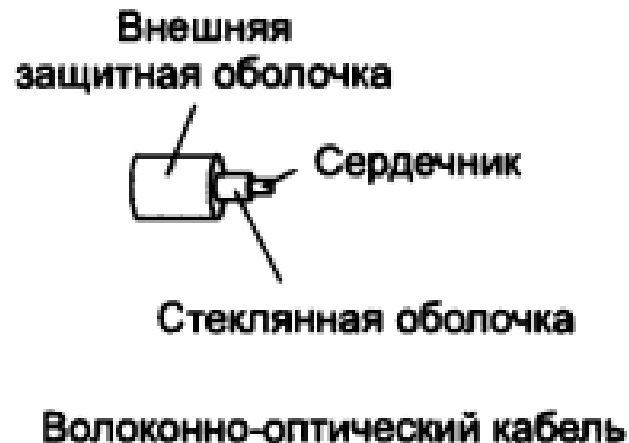 Внешняя
защитная оболочка
Сердечник
Стеклянная оболочка
Волоконно-оптический кабель